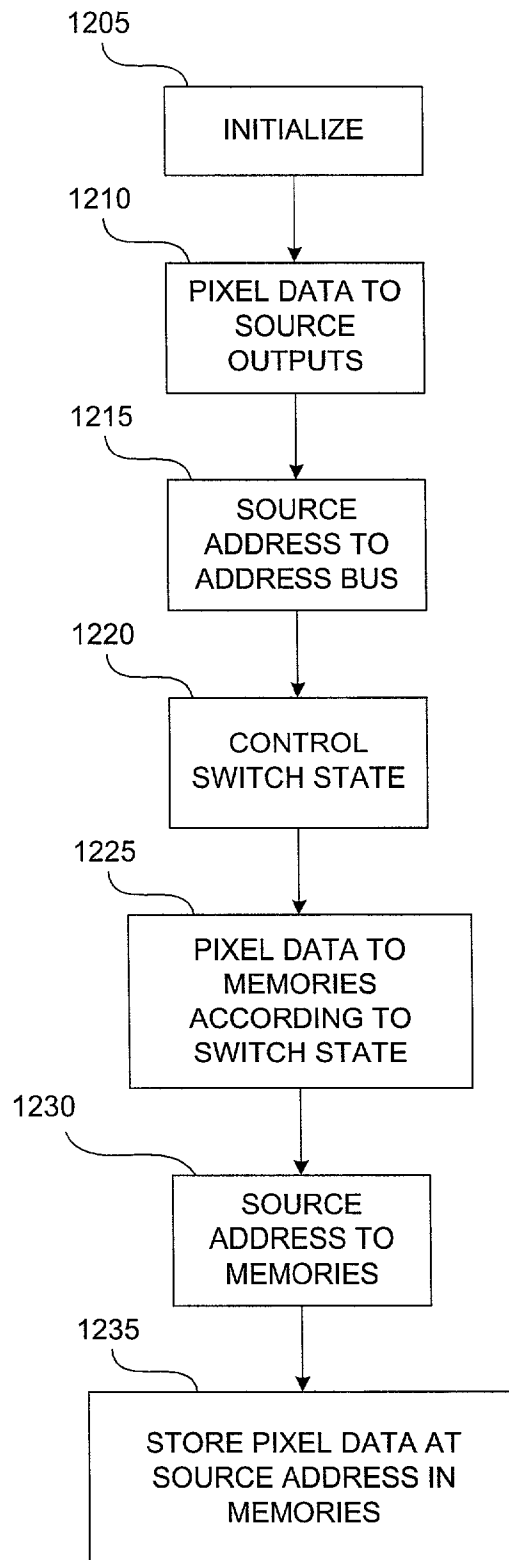 1205
INITIALIZE
1210
PIXEL DATA TO
SOURCE
OUTPUTS
1215
SOURCE
ADDRESS TO
ADDRESS BUS
1220
CONTROL
SWITCH STATE
1225
PIXEL DATA TO
MEMORIES
ACCORDING TO
SWITCH STATE
1230
SOURCE
ADDRESS TO
MEMORIES
1235
STORE PIXEL DATA AT
SOURCE ADDRESS IN
MEMORIES